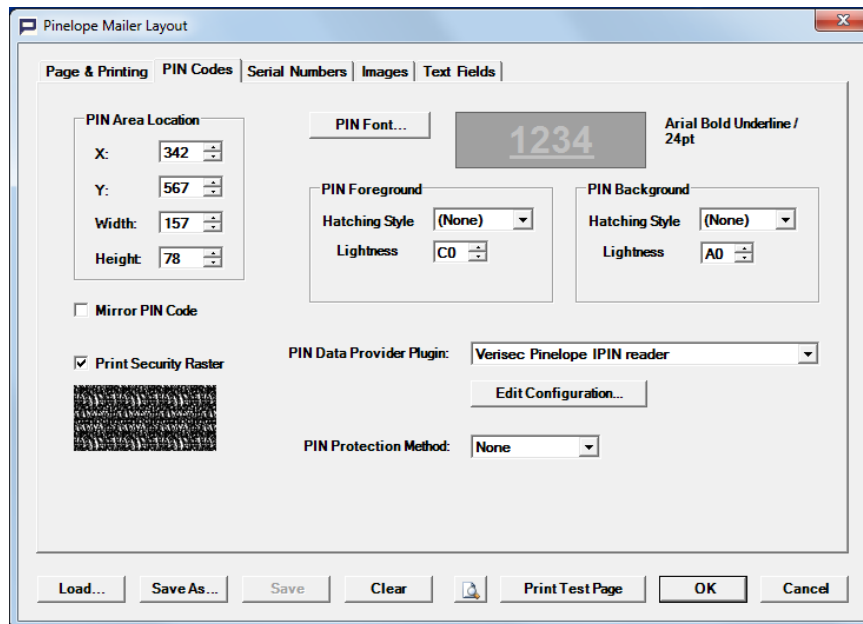 Pinelope Mailer Layout
Page & Printing PIN Codes Serial Numbers Images Text Fields
PIN Area Location
X: 342
Y: 567
Width: 157
Height: 78
Mirror PIN Code
Print Security Raster
PIN Font...
1234
Arial Bold Underline /
24pt
PIN Foreground
Hatching Style (None)
Lightness C0
PIN Background
Hatching Style (None)
Lightness A0
PIN Data Provider Plugin: Verisec Pinelope IPIN reader
Edit Configuration...
PIN Protection Method: None
Load... Save As... Save Clear Print Test Page OK Cancel